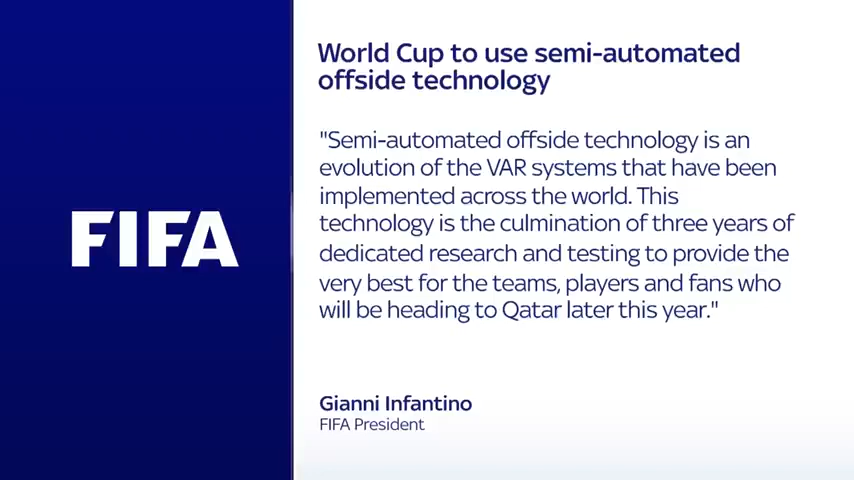 FIFA
World Cup to use semi-automated
offside technology
"Semi-automated offside technology is an
evolution of the VAR systems that have been
implemented across the world. This
technology is the culmination of three years of
dedicated research and testing to provide the
very best for the teams, players and fans who
will be heading to Qatar later this year."
Gianni Infantino
FIFA President